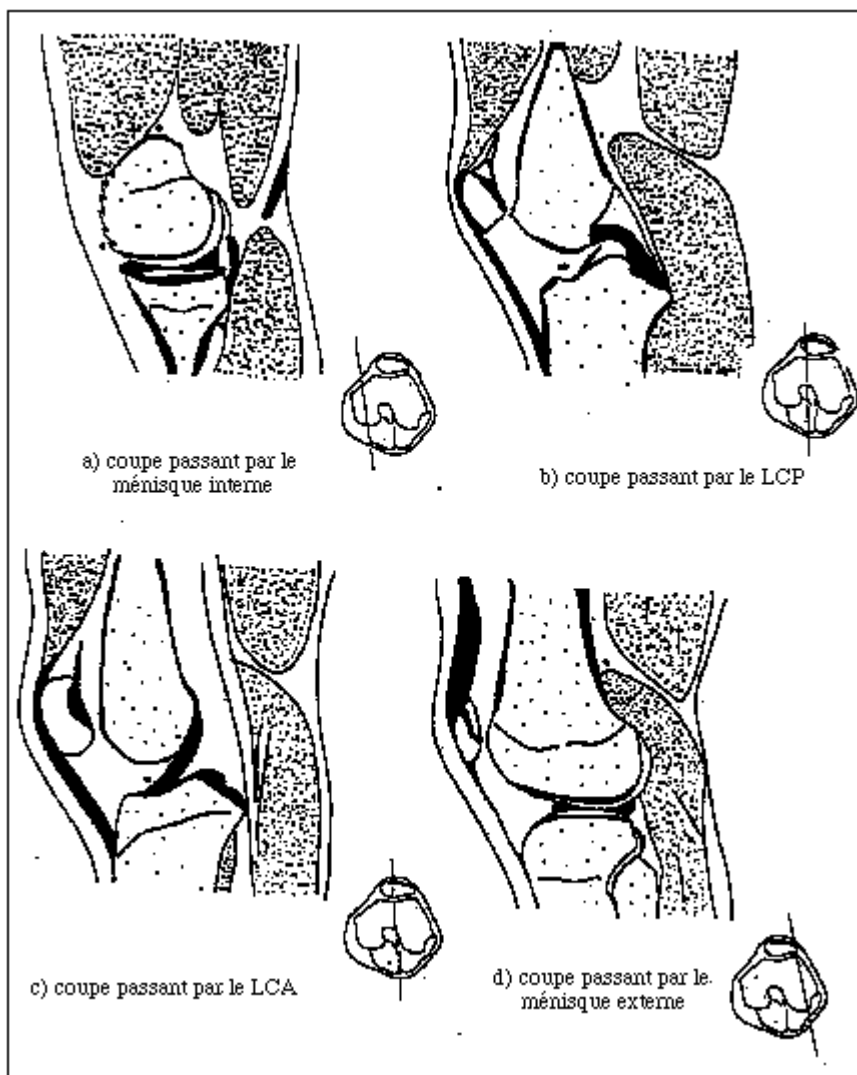 a) coupe passant par le
ménisque interne
b) coupe passant par le LCP
c) coupe passant par le LCA
d) coupe passant par le.
ménisque externe